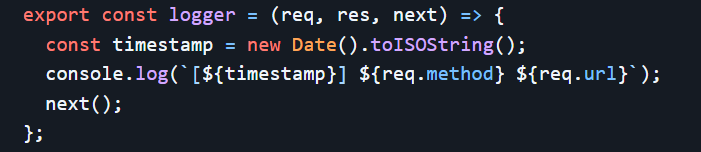 export const logger = (req, res, next) => {
  const timestamp = new Date().toISOString();
  console.log(`[${timestamp}] ${req.method} ${req.url}`);
  next();
};